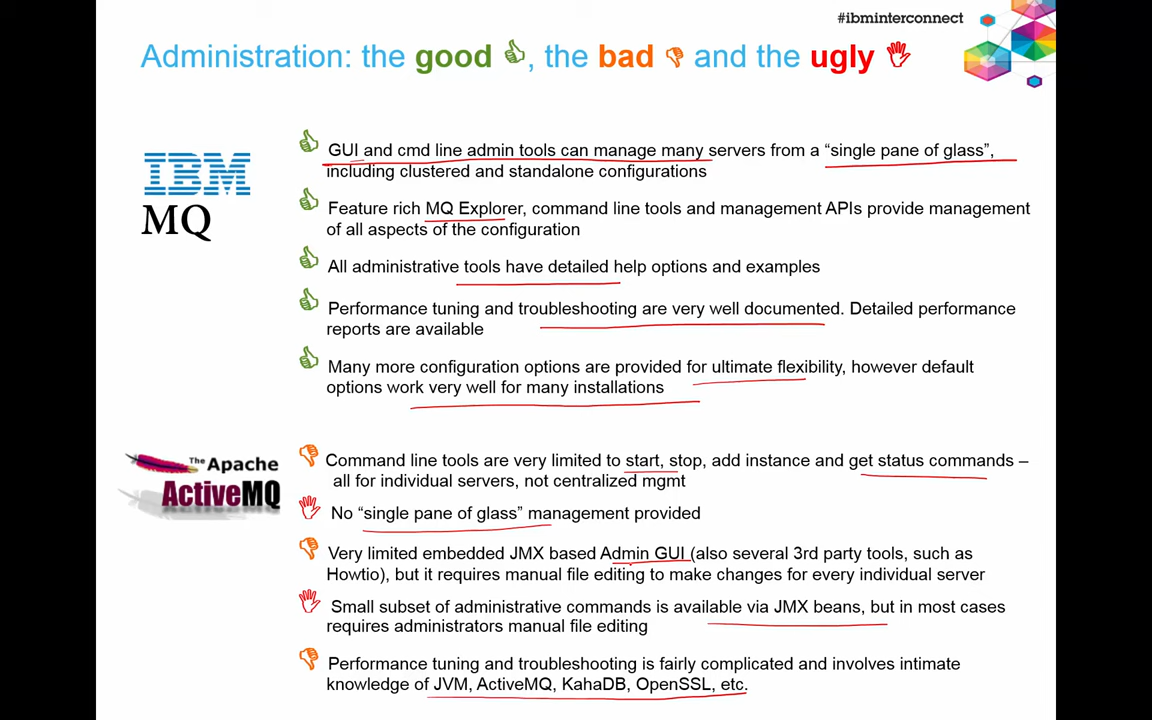 #ibminterconnect
Administration: the good, the bad and the ugly
IBM
MQ
GUI and cmd line admin tools can manage many servers from a “single pane of glass”,
including clustered and standalone configurations
Feature rich MQ Explorer, command line tools and management APIs provide management
of all aspects of the configuration
All administrative tools have detailed help options and examples
Performance tuning and troubleshooting are very well documented. Detailed performance
reports are available
Many more configuration options are provided for ultimate flexibility, however default
options work very well for many installations
The Apache
ActiveMQ
Command line tools are very limited to start, stop, add instance and get status commands –
all for individual servers, not centralized mgmt
No “single pane of glass” management provided
Very limited embedded JMX based Admin GUI (also several 3rd party tools, such as
Howtio), but it requires manual file editing to make changes for every individual server
Small subset of administrative commands is available via JMX beans, but in most cases
requires administrators manual file editing
Performance tuning and troubleshooting is fairly complicated and involves intimate
knowledge of JVM, ActiveMQ, KahaDB, OpenSSL, etc.